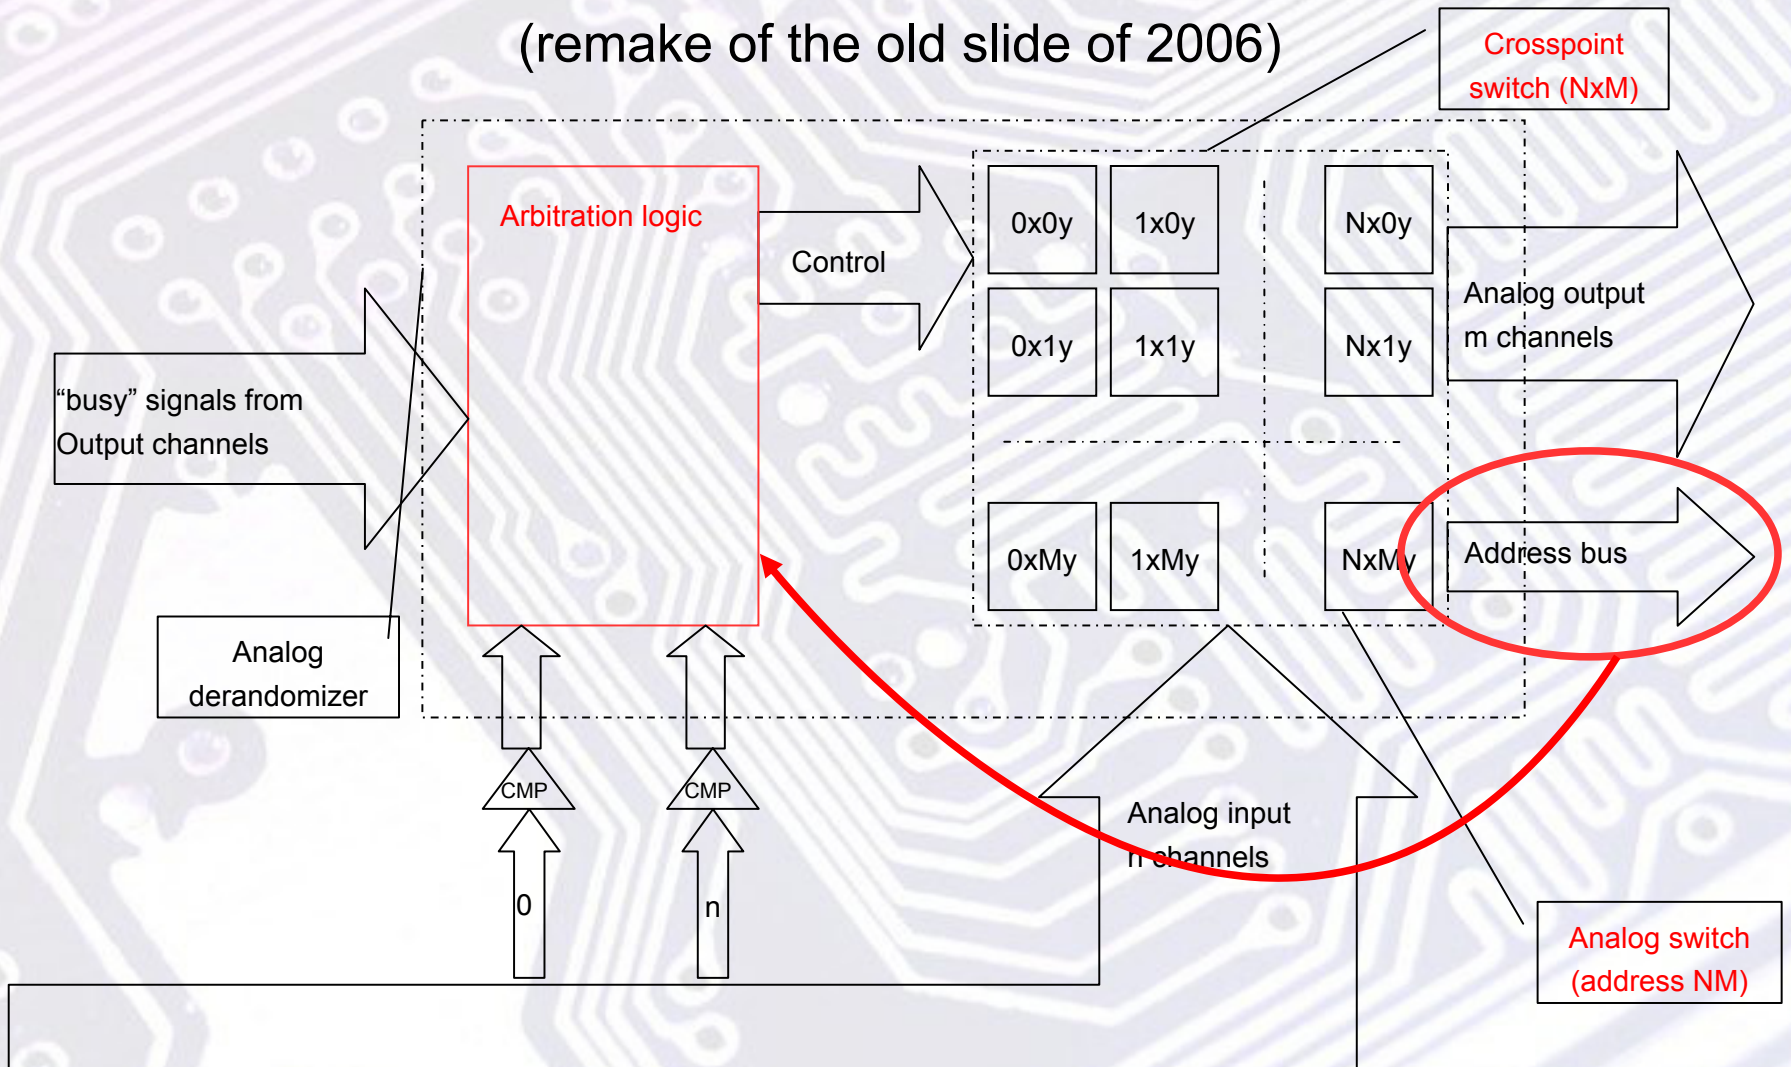 (remake of the old slide of 2006)
Crosspoint
switch (NxM)
Arbitration logic
Control
0x0y
1x0y
Nx0y
0x1y
1x1y
Nx1y
Analog output
m channels
“busy” signals from
Output channels
0xMy
1xMy
NxMy
Address bus
Analog
derandomizer
CMP
CMP
Analog input
n channels
0
n
Analog switch
(address NM)